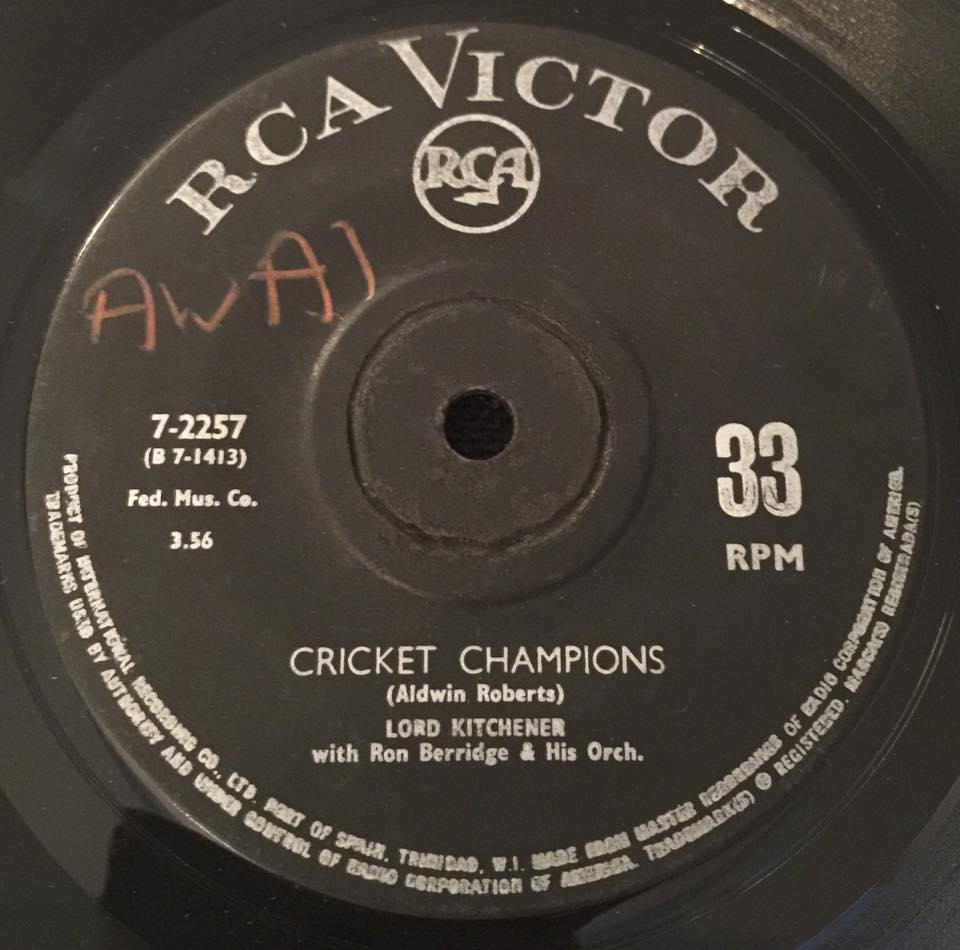 RCA VICTOR
RCA
AWAI
7-2257
(B 7-1413)
Fed. Mus. Co.
3.56
33
RPM
CRICKET CHAMPIONS
(Aldwin Roberts)
LORD KITCHENER
with Ron Berridge & His Orch.
PRODUCT OF INTERNATIONAL RECORDING CO., LTD. PORT OF SPAIN, TRINIDAD, W.I. MADE FROM MASTER RECORDINGS OF RADIO CORPORATION OF AMERICA.
TRADEMARKS USED BY AUTHORITY AND UNDER CONTROL OF RADIO CORPORATION OF AMERICA. TRADEMARK(S) ® REGISTERED. MARCA(S) REGISTRADA(S)